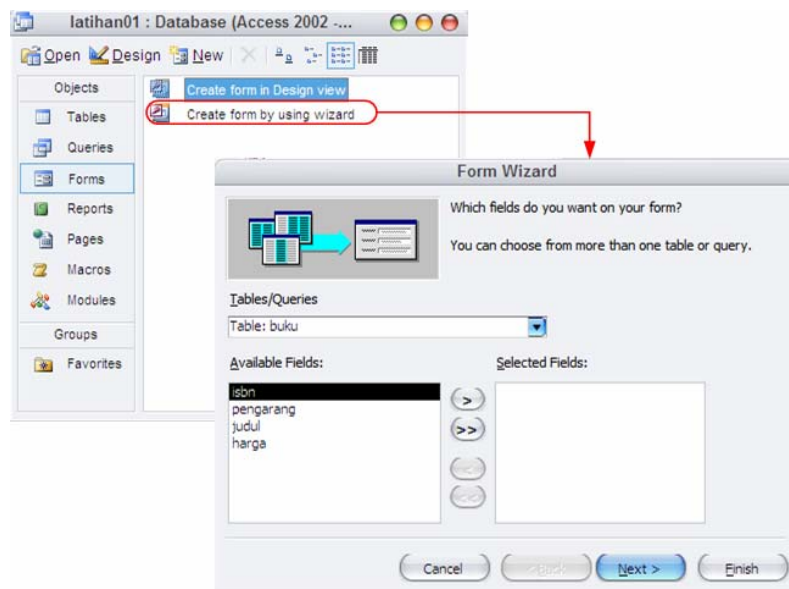 latihan01 : Database (Access 2002 -...
Open Design New
Objects
Tables
Queries
Forms
Reports
Pages
Macros
Modules
Groups
Favorites
Create form in Design view
Create form by using wizard
Form Wizard
Which fields do you want on your form?
You can choose from more than one table or query.
Tables/Queries
Table: buku
Available Fields:
Selected Fields:
isbn
pengarang
judul
harga
>
>>
<
<<
Cancel
< Back
Next >
Finish